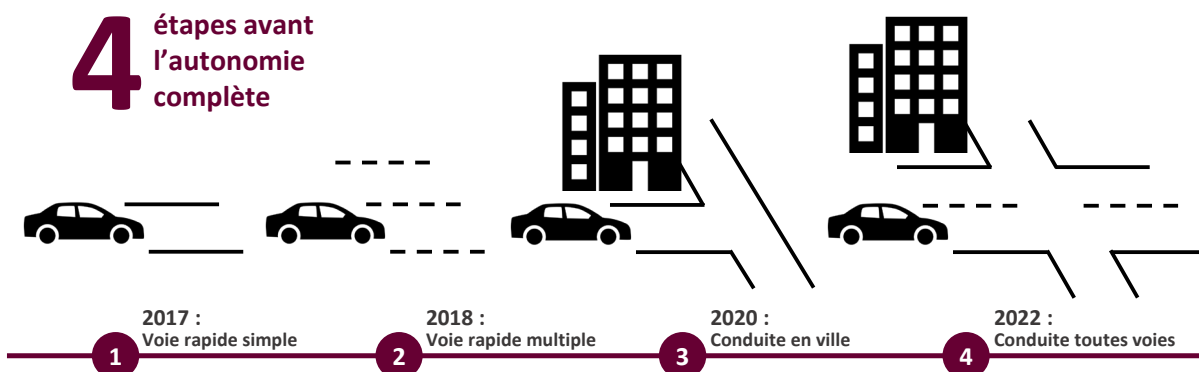 4
étapes avant
l’autonomie
complète
2017 :
Voie rapide simple
1
2018 :
Voie rapide multiple
2
2020 :
Conduite en ville
3
2022 :
Conduite toutes voies
4